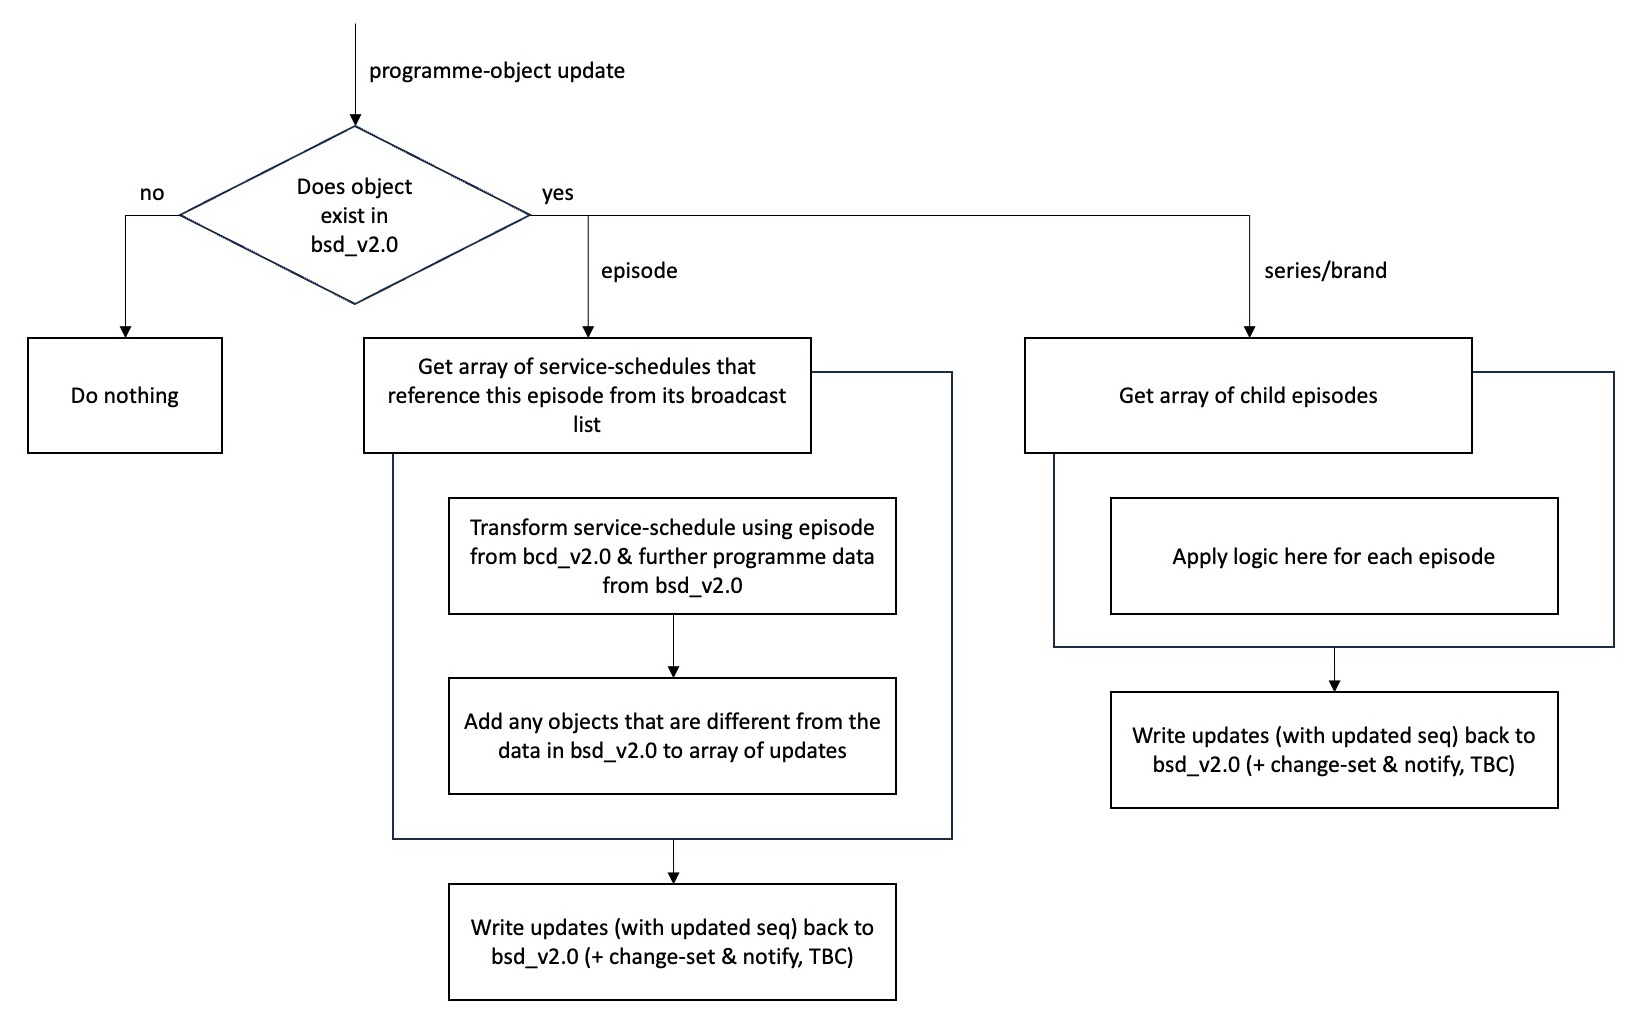 programme-object update
Does object
exist in
bsd_v2.0
no
yes
episode
series/brand
Do nothing
Get array of service-schedules that
reference this episode from its broadcast
list
Get array of child episodes
Transform service-schedule using episode
from bcd_v2.0 & further programme data
from bsd_v2.0
Apply logic here for each episode
Add any objects that are different from the
data in bsd_v2.0 to array of updates
Write updates (with updated seq) back to
bsd_v2.0 (+ change-set & notify, TBC)
Write updates (with updated seq) back to
bsd_v2.0 (+ change-set & notify, TBC)